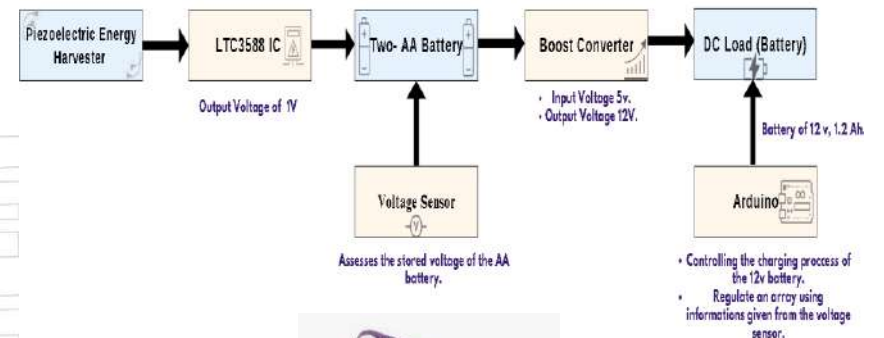 Piezoelectric Energy
Harvester
LTC3588 IC
Two- AA Battery
Boost Converter
DC Load (Battery)
Output Voltage of 1V
• Input Voltage 5v.
• Output Voltage 12V.
Battery of 12 v, 1.2 Ah.
Voltage Sensor
V
Arduino
Assesses the stored voltage of the AA
battery.
• Controlling the charging proccess of
the 12v battery.
• Regulate an array using
informations given from the voltage
sensor.